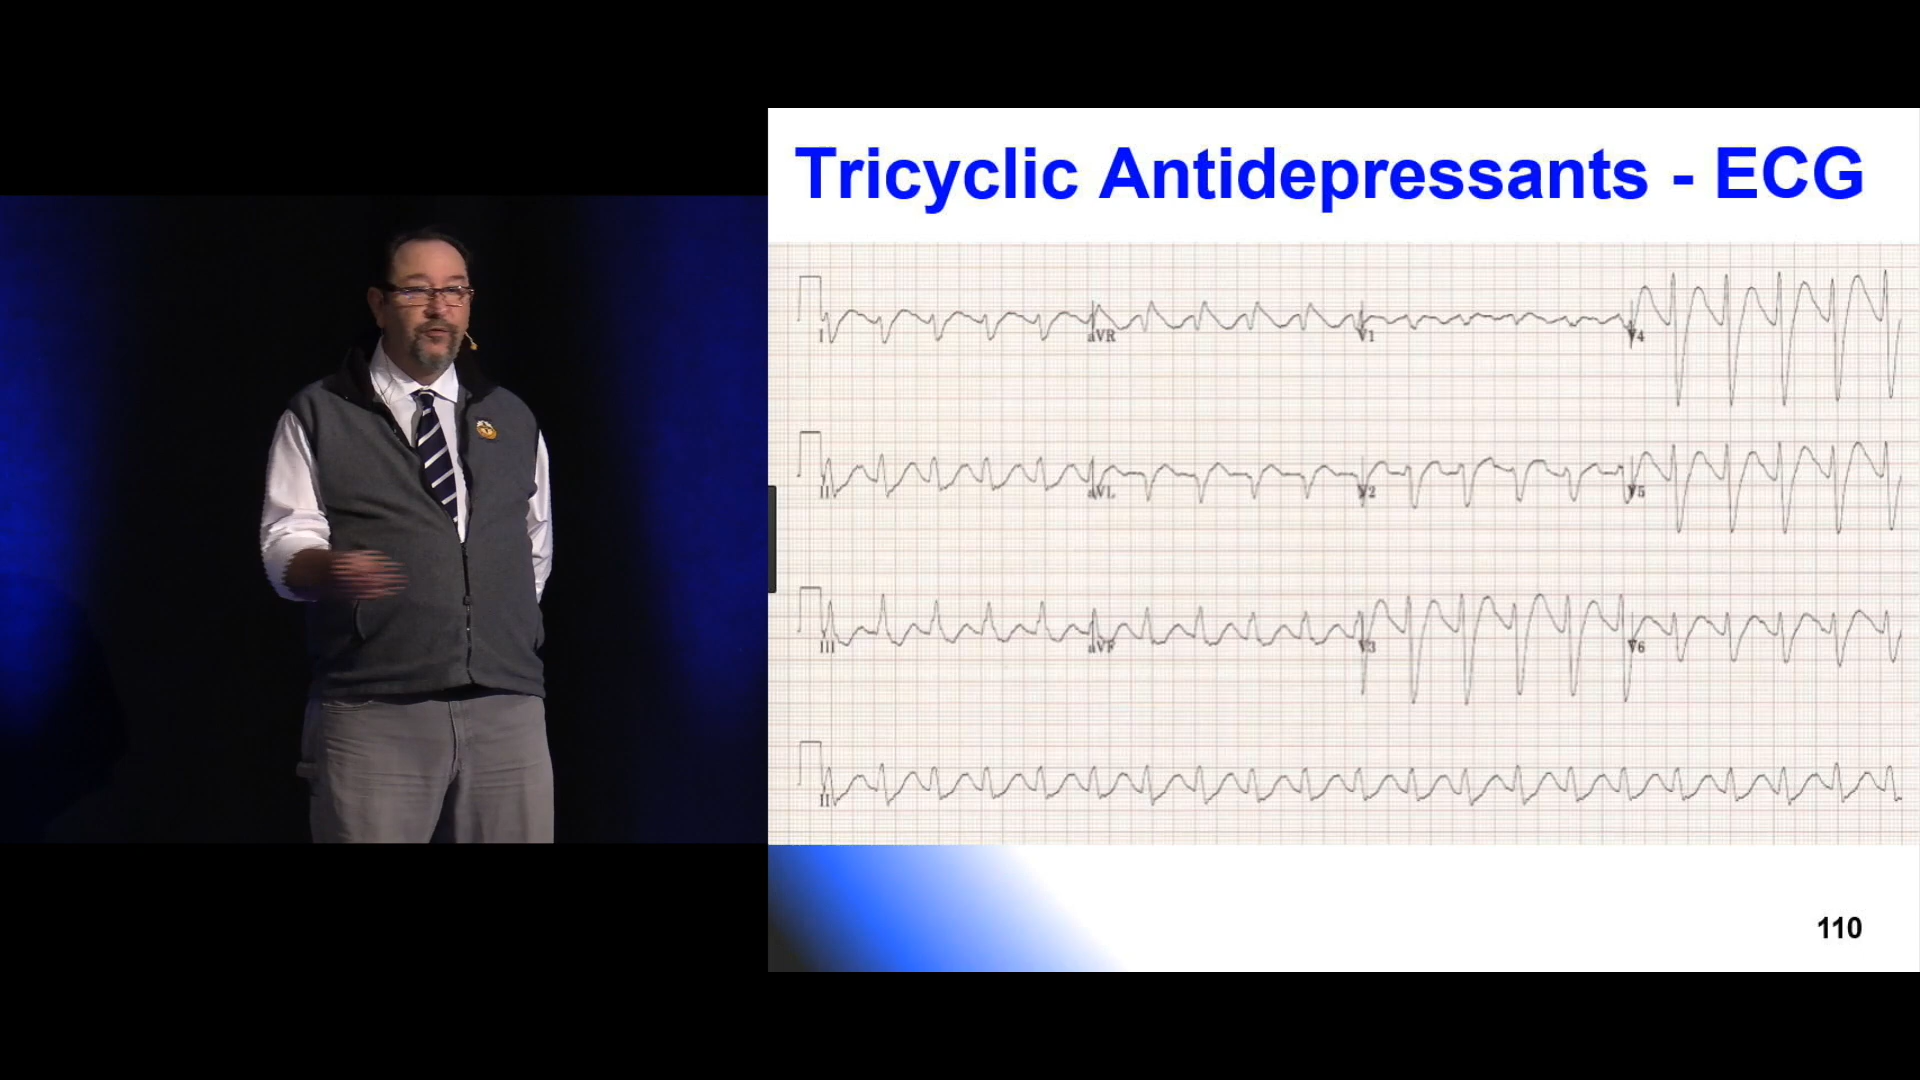 Tricyclic Antidepressants - ECG
I aVR V1 V4
II aVL V2 V5
III aVF V3 V6
II
110